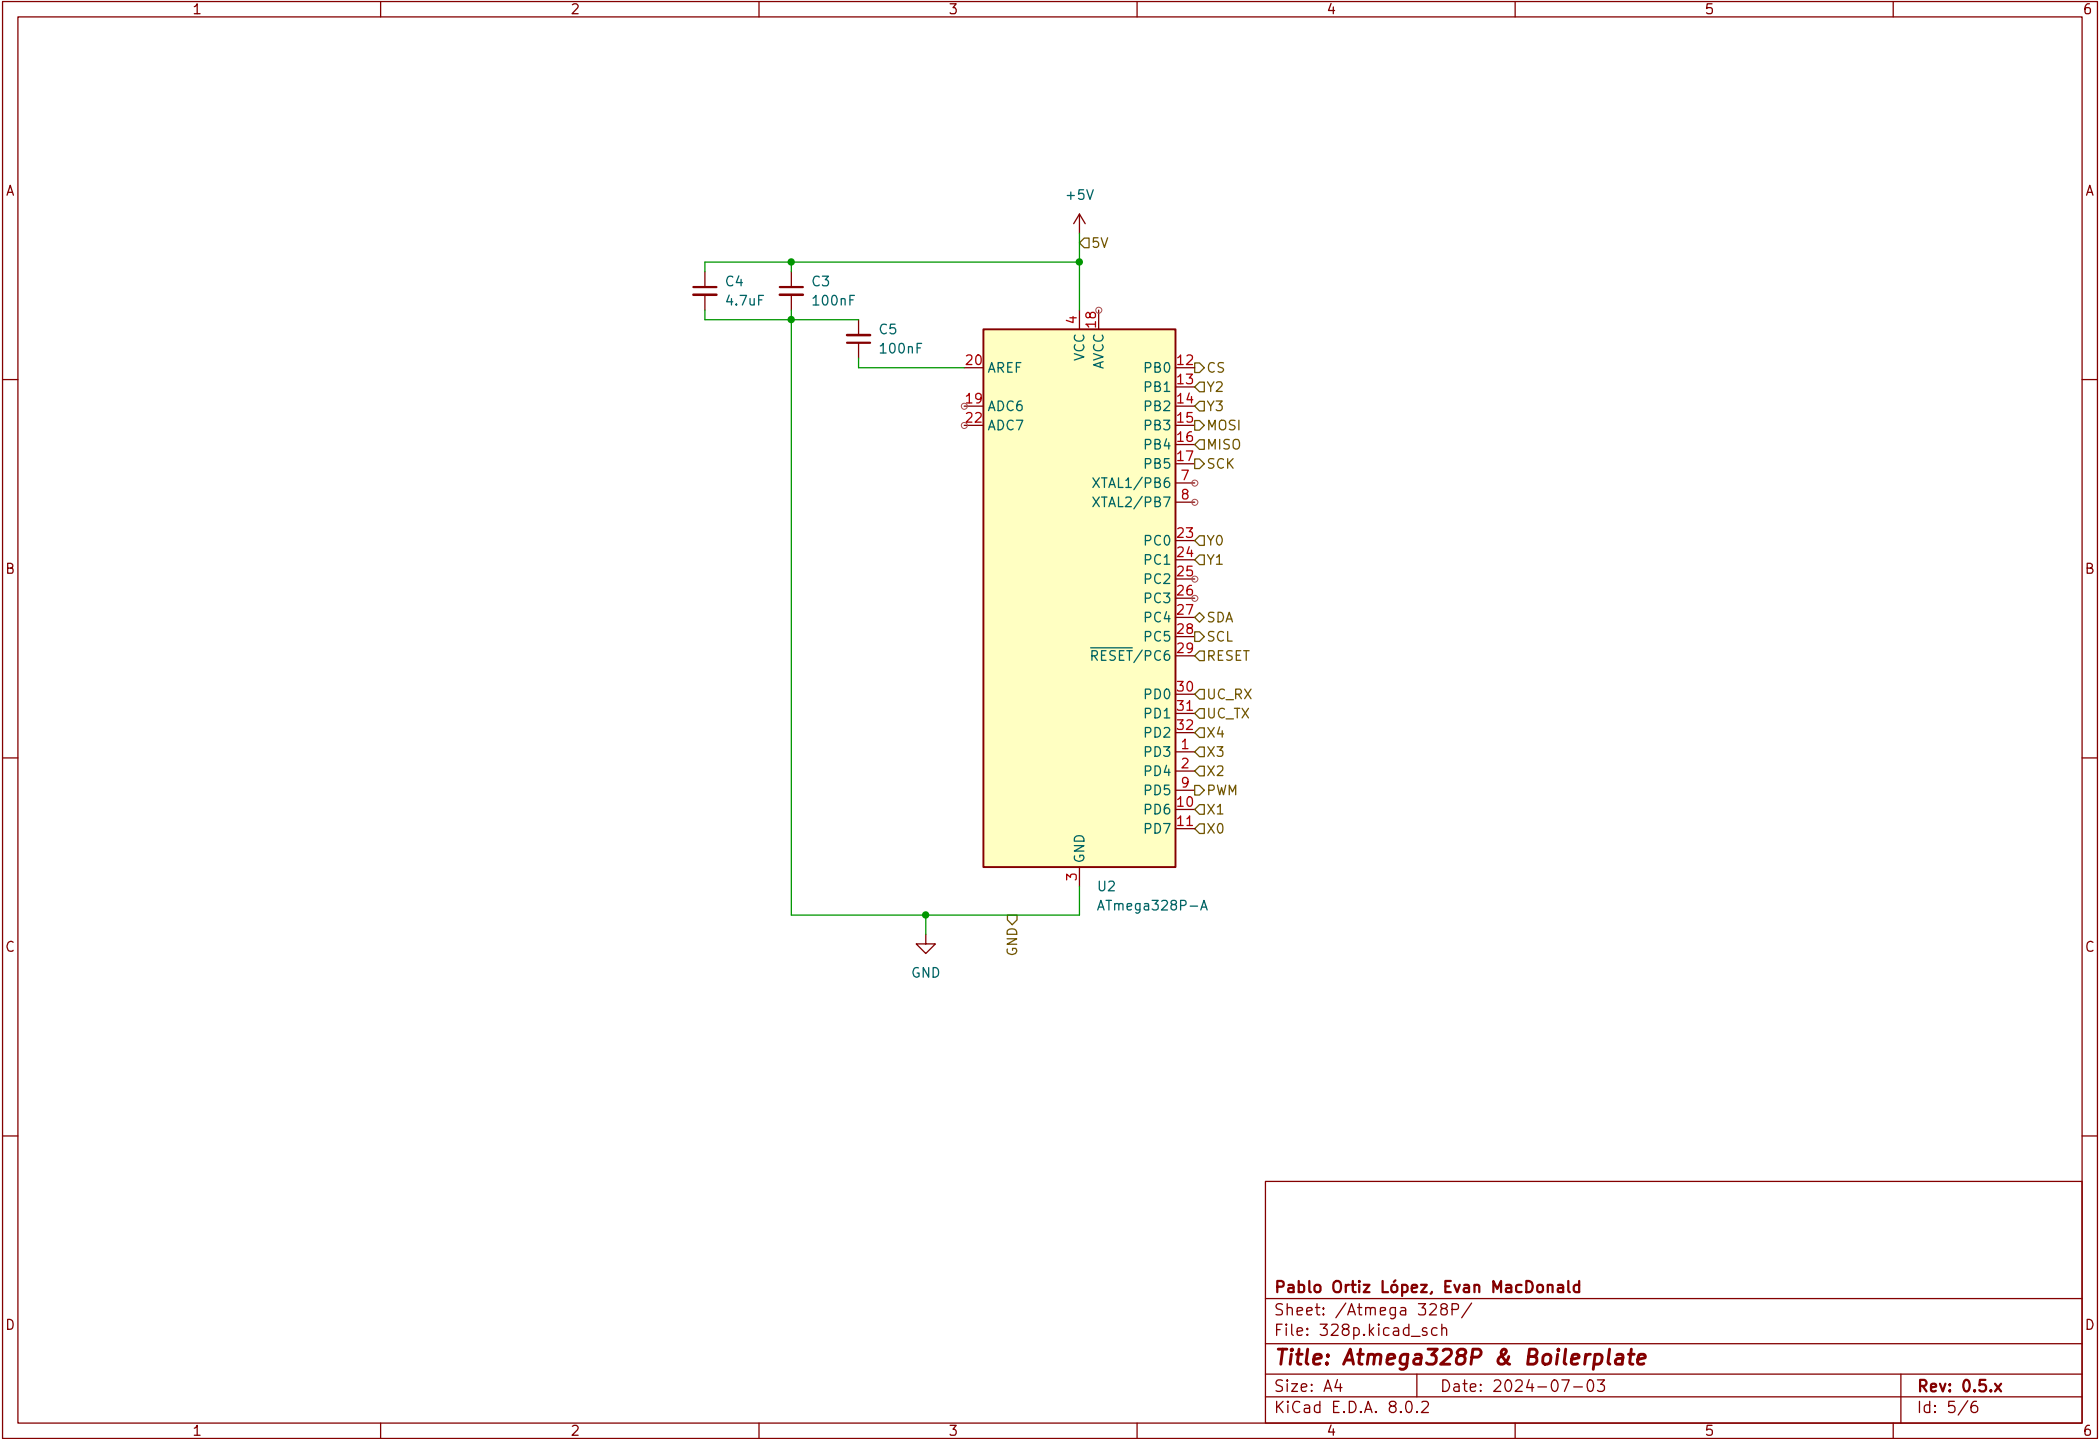 1 2 3 4 5 6
A A
+5V
5V
C4 C3
4.7uF 100nF
C5
100nF
4 18
VCC AVCC
20 AREF
19 ADC6
22 ADC7
PB0 12 CS
PB1 13 Y2
PB2 14 Y3
PB3 15 MOSI
PB4 16 MISO
PB5 17 SCK
XTAL1/PB6 7
XTAL2/PB7 8
PC0 23 Y0
PC1 24 Y1
B B
PC2 25
PC3 26
PC4 27 SDA
PC5 28 SCL
RESET/PC6 29 RESET
PD0 30 UC_RX
PD1 31 UC_TX
PD2 32 X4
PD3 1 X3
PD4 2 X2
PD5 9 PWM
PD6 10 X1
PD7 11 X0
GND
3
U2
ATmega328P-A
GND
GND
C C
Pablo Ortiz López, Evan MacDonald
Sheet: /Atmega 328P/
File: 328p.kicad_sch
D D
Title: Atmega328P & Boilerplate
Size: A4 Date: 2024-07-03 Rev: 0.5.x
KiCad E.D.A. 8.0.2 Id: 5/6
1 2 3 4 5 6